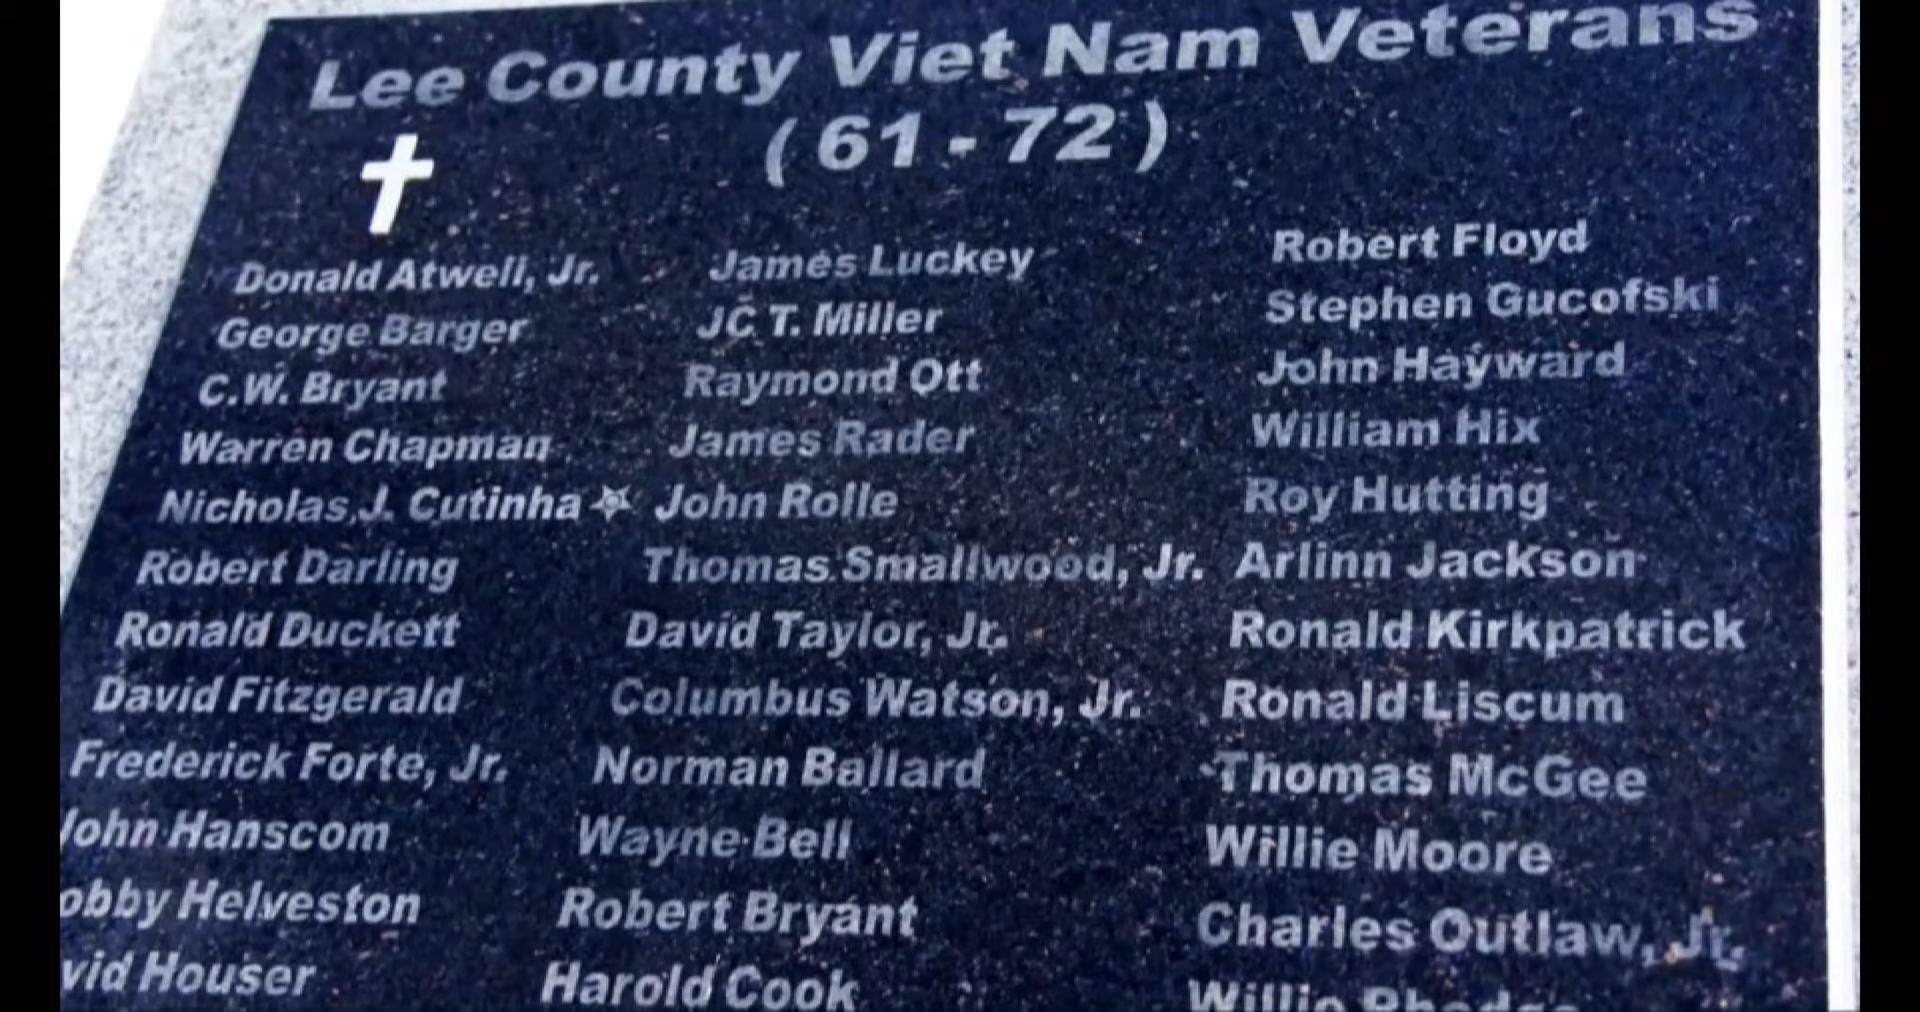 Lee County Viet Nam Veterans
( 61 - 72 )
Donald Atwell, Jr.
George Barger
C.W. Bryant
Warren Chapman
Nicholas J. Cutinha
Robert Darling
Ronald Duckett
David Fitzgerald
Frederick Forte, Jr.
John Hanscom
obby Helveston
vid Houser
James Luckey
JC T. Miller
Raymond Ott
James Rader
John Rolle
Thomas Smallwood, Jr.
David Taylor, Jr.
Columbus Watson, Jr.
Norman Ballard
Wayne Bell
Robert Bryant
Harold Cook
Robert Floyd
Stephen Gucofski
John Hayward
William Hix
Roy Hutting
Arlinn Jackson
Ronald Kirkpatrick
Ronald Liscum
Thomas McGee
Willie Moore
Charles Outlaw, Jr.
Willie